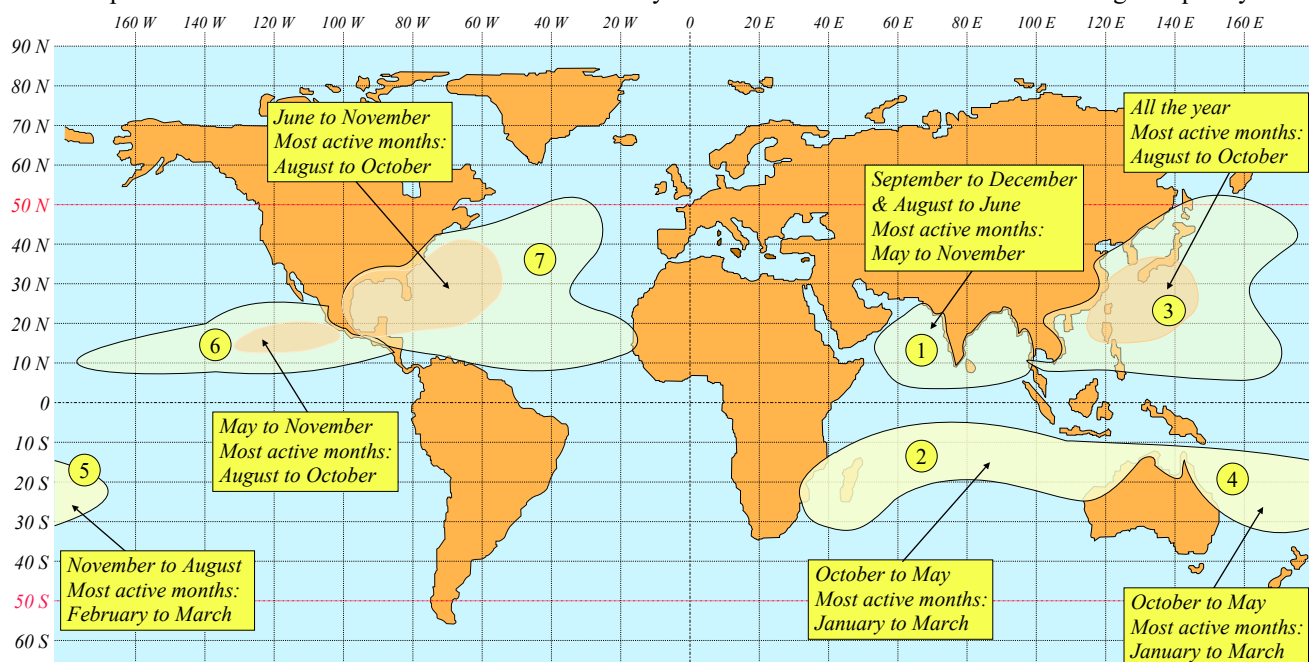 160 W 140 W 120 W 100 W 80 W 60 W 40 W 20 W 0 20 E 40 E 60 E 80 E 100 E 120 E 140 E 160 E
90 N
80 N
70 N
60 N
50 N
40 N
30 N
20 N
10 N
0
10 S
20 S
30 S
40 S
50 S
60 S
June to November
Most active months:
August to October
All the year
Most active months:
August to October
September to December
& August to June
Most active months:
May to November
7
3
6
1
May to November
Most active months:
August to October
5
2
4
November to August
Most active months:
February to March
October to May
Most active months:
January to March
October to May
Most active months:
January to March